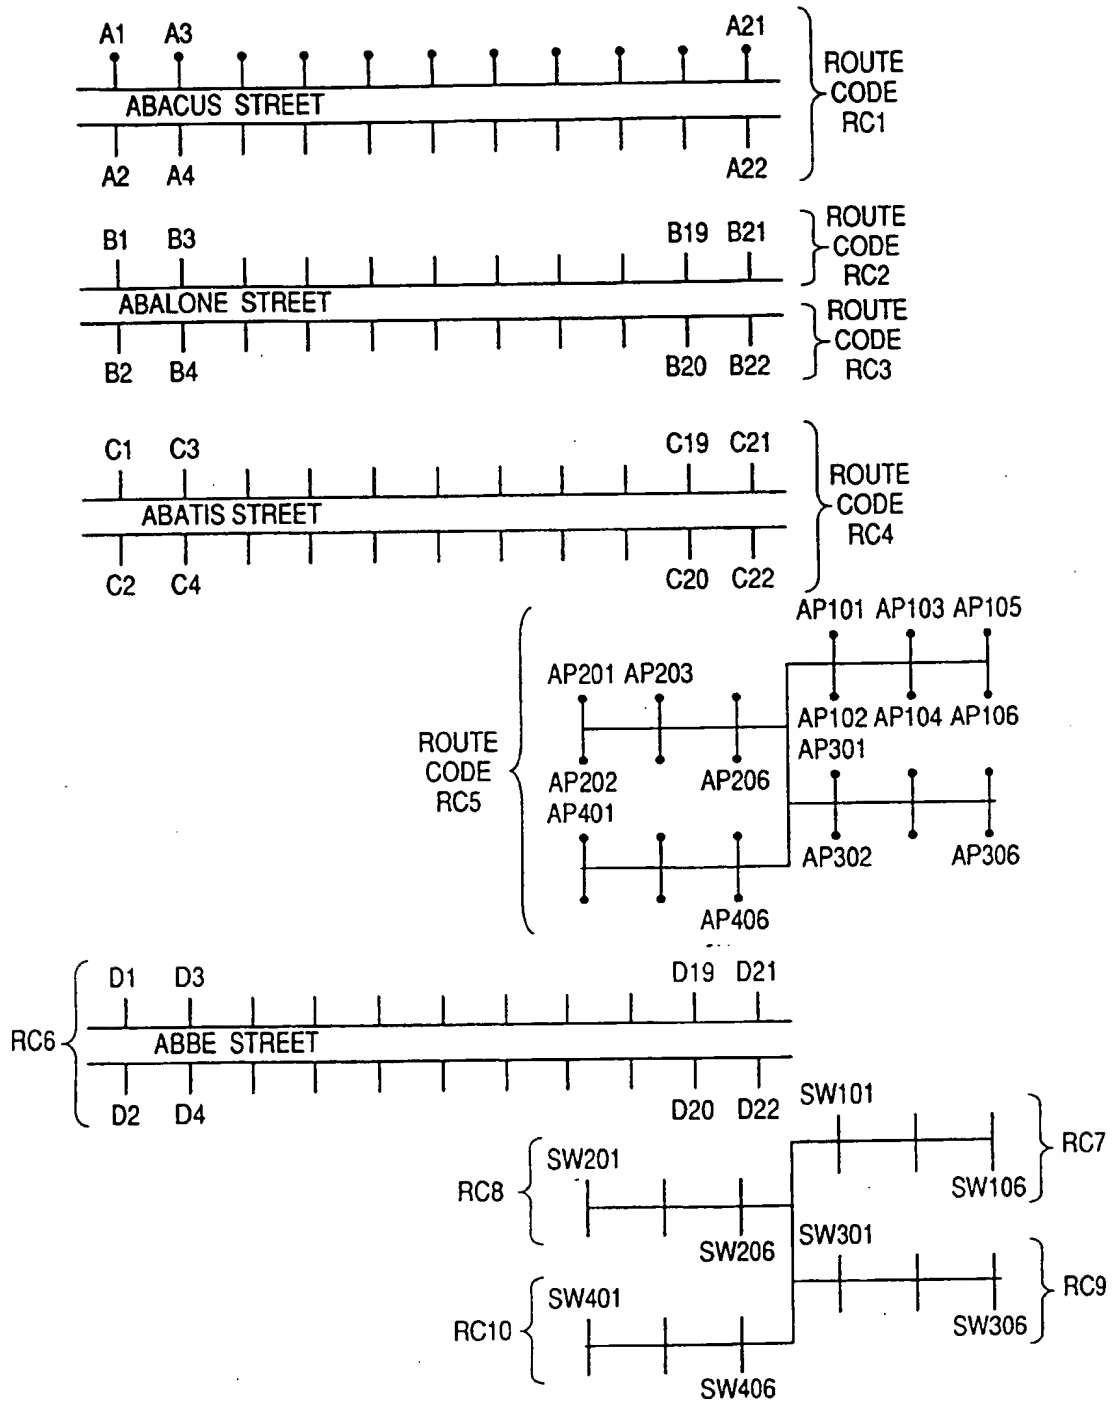 A1 A3 A21
ABACUS STREET
A2 A4 A22
ROUTE
CODE
RC1
B1 B3 B19 B21
ABALONE STREET
B2 B4 B20 B22
ROUTE
CODE
RC2
ROUTE
CODE
RC3
C1 C3 C19 C21
ABATIS STREET
C2 C4 C20 C22
ROUTE
CODE
RC4
ROUTE
CODE
RC5
AP101 AP103 AP105
AP102 AP104 AP106
AP201 AP203
AP202 AP206
AP301
AP302 AP306
AP401
AP406
RC6
D1 D3 D19 D21
ABBE STREET
D2 D4 D20 D22
SW101
SW106
RC7
RC8
SW201
SW206
SW301
SW306
RC9
RC10
SW401
SW406